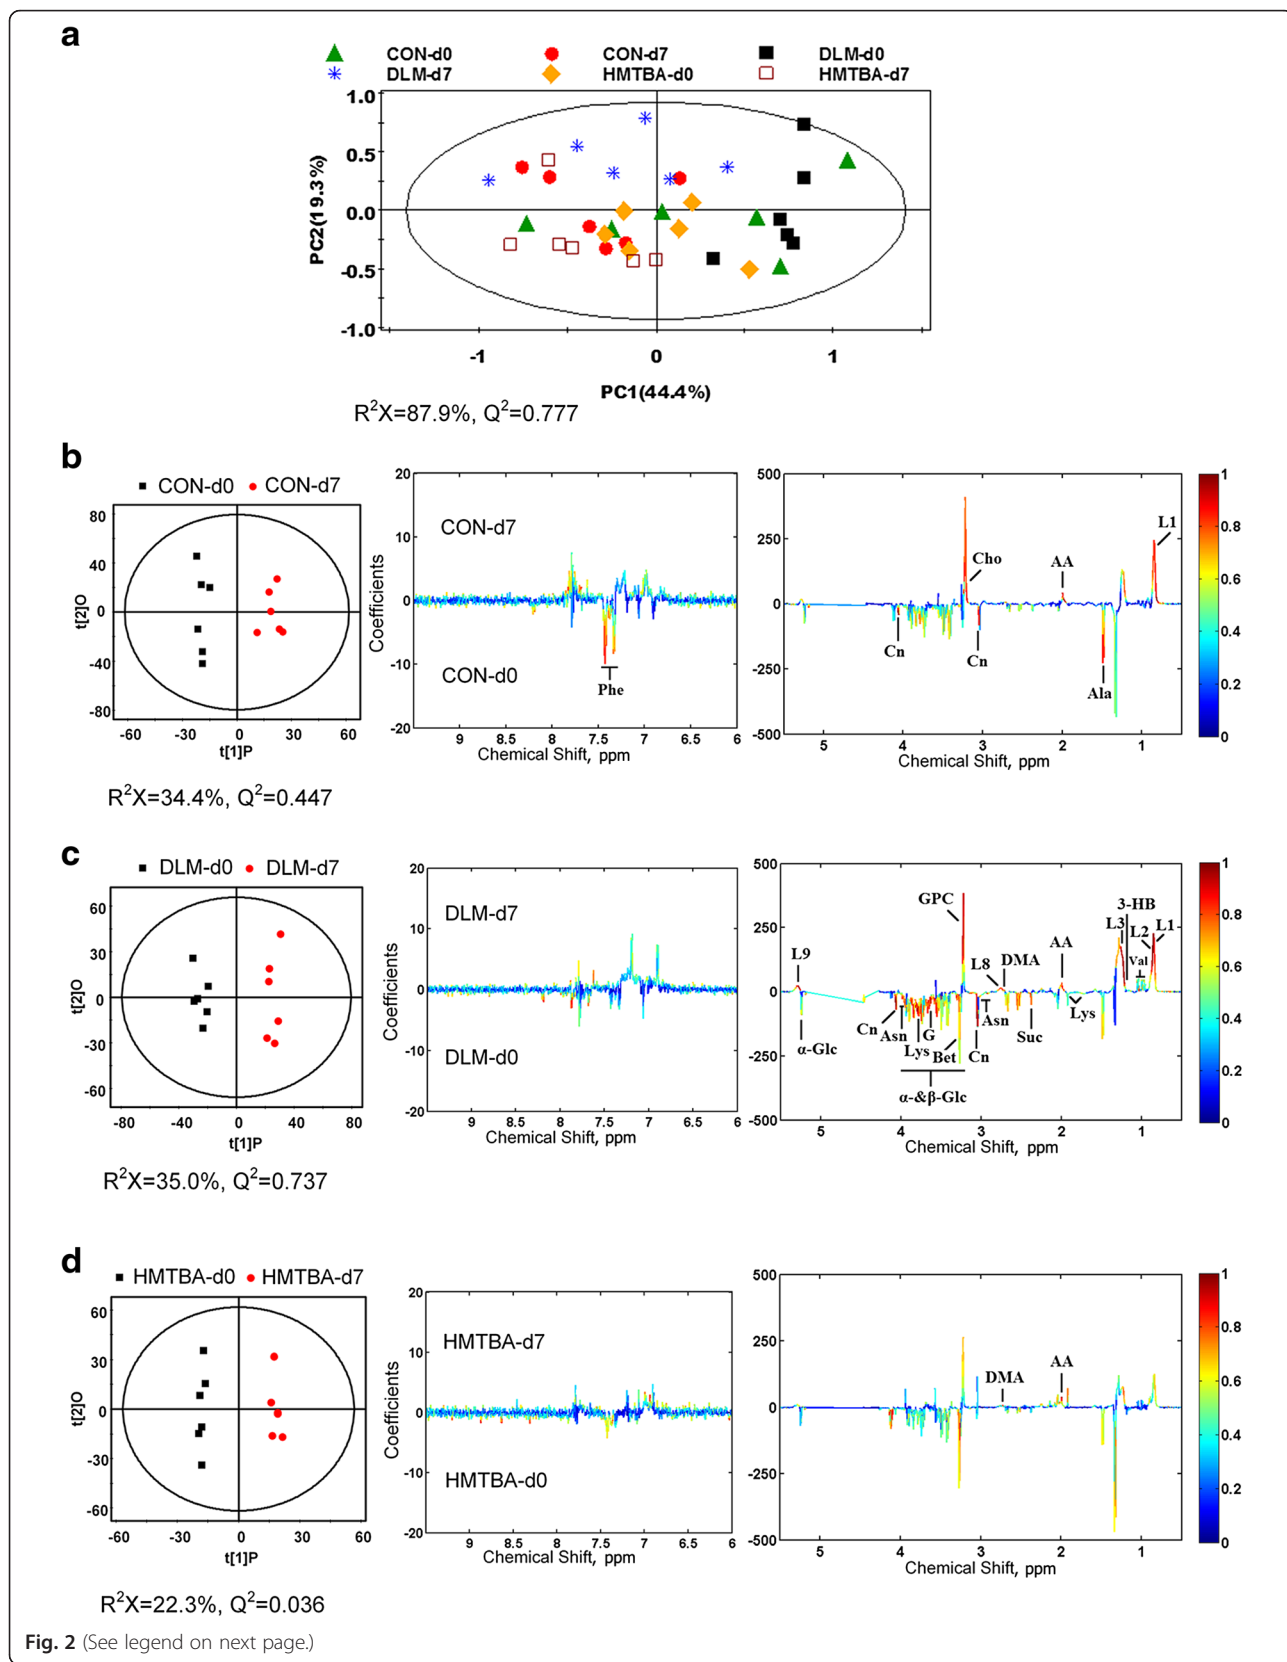 a
CON-d0 CON-d7 DLM-d0
DLM-d7 HMTBA-d0 HMTBA-d7
1.0
0.5
0.0
-0.5
-1.0
PC2(19.3%)
-1 0 1
PC1(44.4%)
R²X=87.9%, Q²=0.777
b
CON-d0 CON-d7
80
40
0
-40
-80
t[2]O
-60 -30 0 30 60
t[1]P
R²X=34.4%, Q²=0.447
20
10
0
-10
-20
Coefficients
CON-d7
CON-d0
Phe
9 8.5 8 7.5 7 6.5 6
Chemical Shift, ppm
500
250
0
-250
-500
L1
Cho
AA
Cn
Cn
Ala
5 4 3 2 1
Chemical Shift, ppm
1
0.8
0.6
0.4
0.2
0
c
DLM-d0 DLM-d7
60
30
0
-30
-60
t[2]O
-80 -40 0 40 80
t[1]P
R²X=35.0%, Q²=0.737
20
10
0
-10
-20
Coefficients
DLM-d7
DLM-d0
9 8.5 8 7.5 7 6.5 6
Chemical Shift, ppm
500
250
0
-250
-500
GPC
3-HB
L3 L2 L1
L9 L8 DMA AA Val
Cn Asn Asn Lys
α-Glc Lys G Bet Cn Suc
α-&β-Glc
5 4 3 2 1
Chemical Shift, ppm
1
0.8
0.6
0.4
0.2
0
d
HMTBA-d0 HMTBA-d7
60
30
0
-30
-60
t[2]O
-60 -30 0 30 60
t[1]P
R²X=22.3%, Q²=0.036
20
10
0
-10
-20
Coefficients
HMTBA-d7
HMTBA-d0
9 8.5 8 7.5 7 6.5 6
Chemical Shift, ppm
500
250
0
-250
-500
DMA AA
5 4 3 2 1
Chemical Shift, ppm
1
0.8
0.6
0.4
0.2
0
Fig. 2 (See legend on next page.)